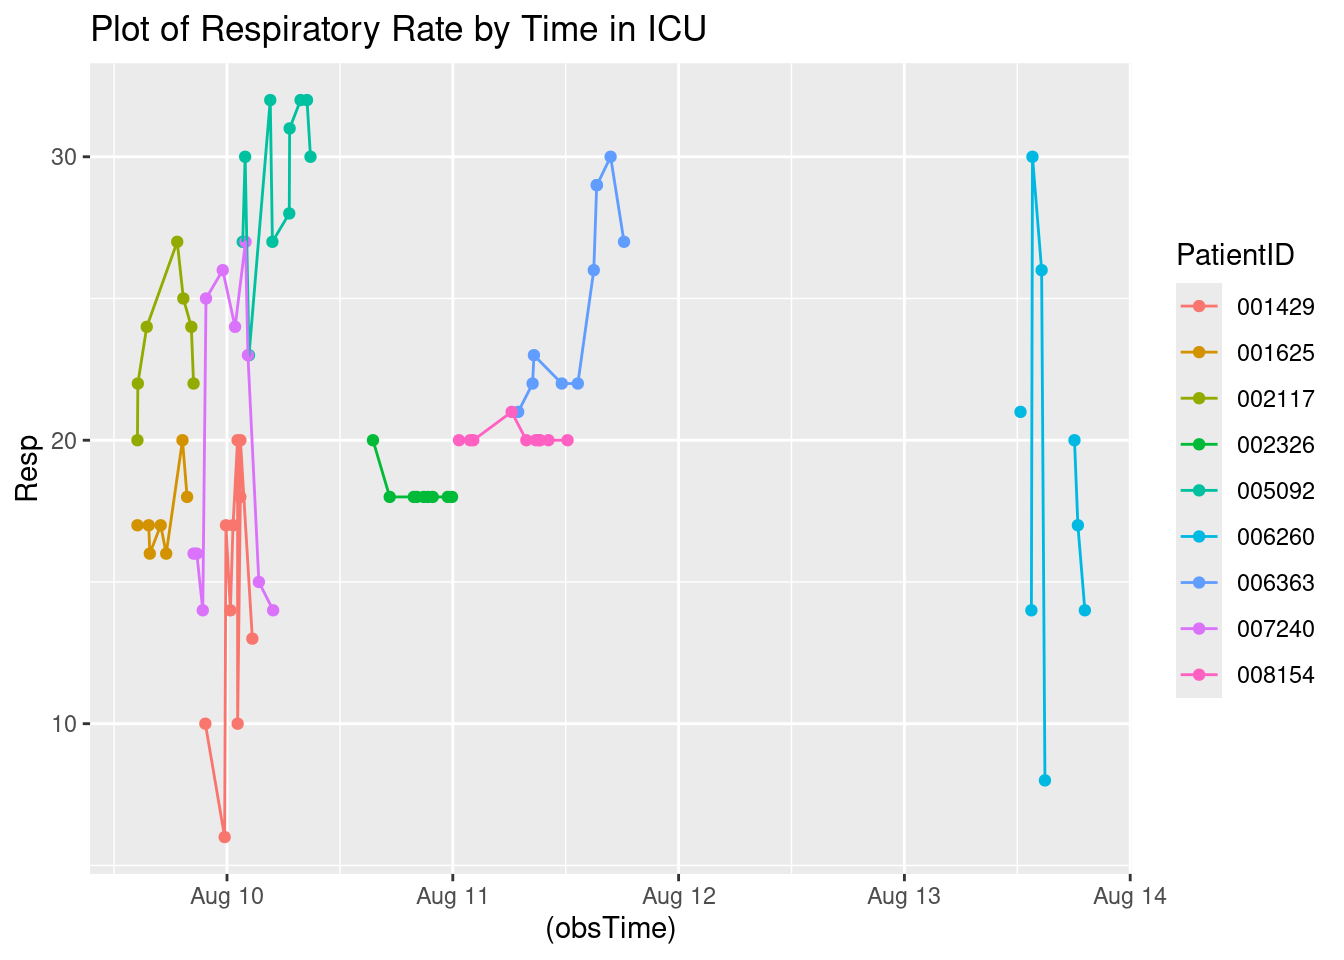 Plot of Respiratory Rate by Time in ICU
30
20
10
Resp
Aug 10
Aug 11
Aug 12
Aug 13
Aug 14
(obsTime)
PatientID
001429
001625
002117
002326
005092
006260
006363
007240
008154